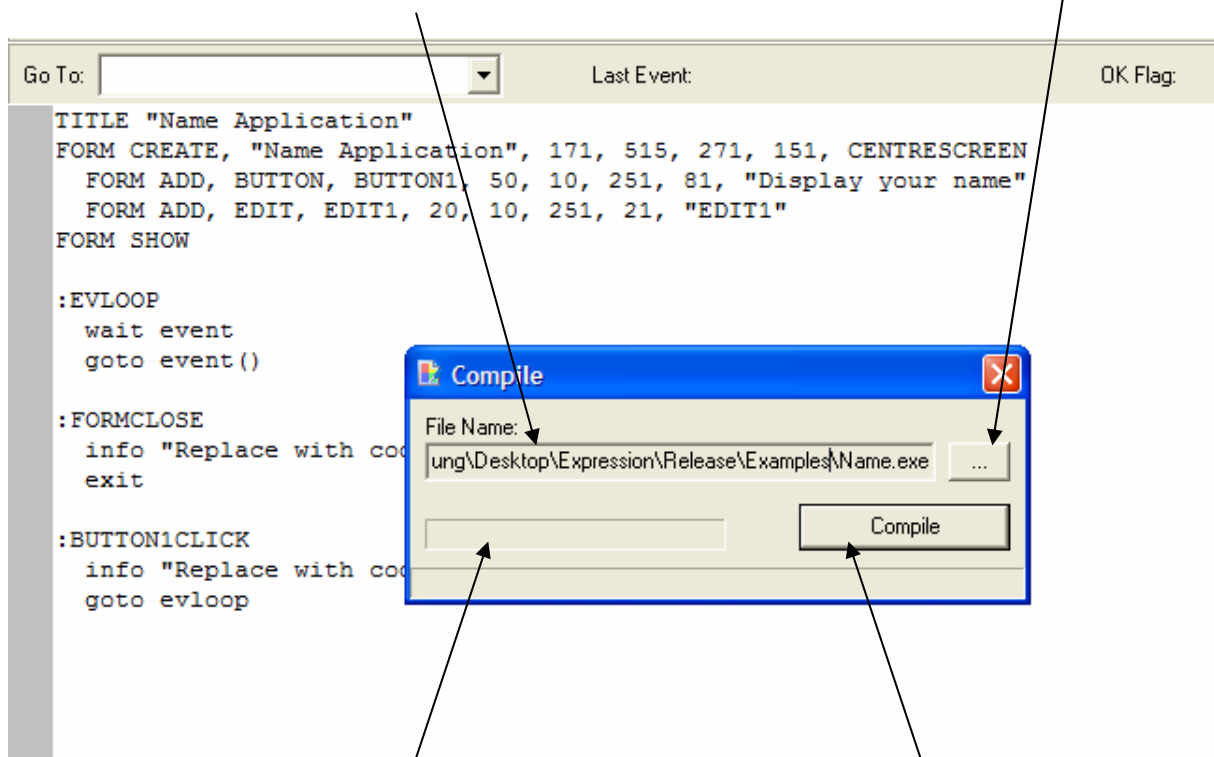 Go To: Last Event: OK Flag:
TITLE "Name Application"
FORM CREATE, "Name Application", 171, 515, 271, 151, CENTRESCREEN
FORM ADD, BUTTON, BUTTON1, 50, 10, 251, 81, "Display your name"
FORM ADD, EDIT, EDIT1, 20, 10, 251, 21, "EDIT1"
FORM SHOW
:EVLOOP
wait event
goto event()
:FORMCLOSE
info "Replace with
exit
:BUTTON1CLICK
info "Replace with
goto evloop
Compile
File Name:
ung\Desktop\Expression\Release\Examples\Name.exe ...
Compile